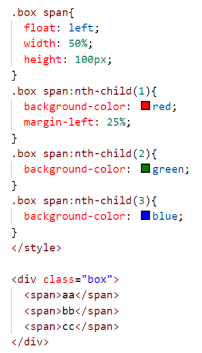 .box span{
float: left;
width: 50%;
height: 100px;
}
.box span:nth-child(1){
background-color: red;
margin-left: 25%;
}
.box span:nth-child(2){
background-color: green;
}
.box span:nth-child(3){
background-color: blue;
}
</style>

<div class="box">
<span>aa</span>
<span>bb</span>
<span>cc</span>
</div>